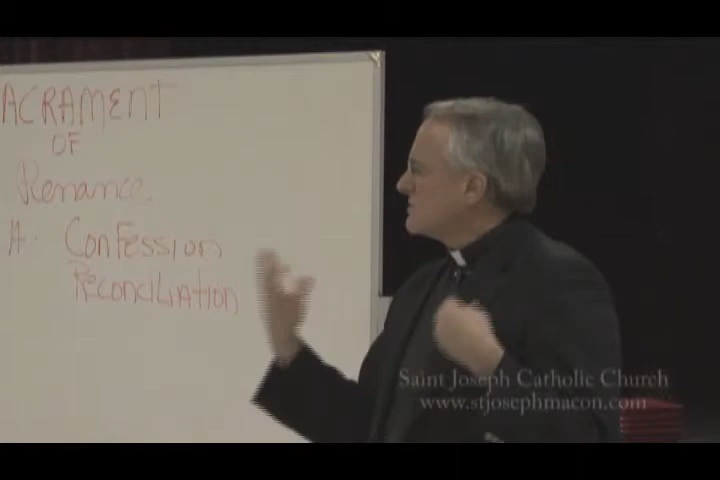 ACRAMENT
OF
Penance
A. Confession
Reconciliation
Saint Joseph Catholic Church
www.stjosephmacon.com